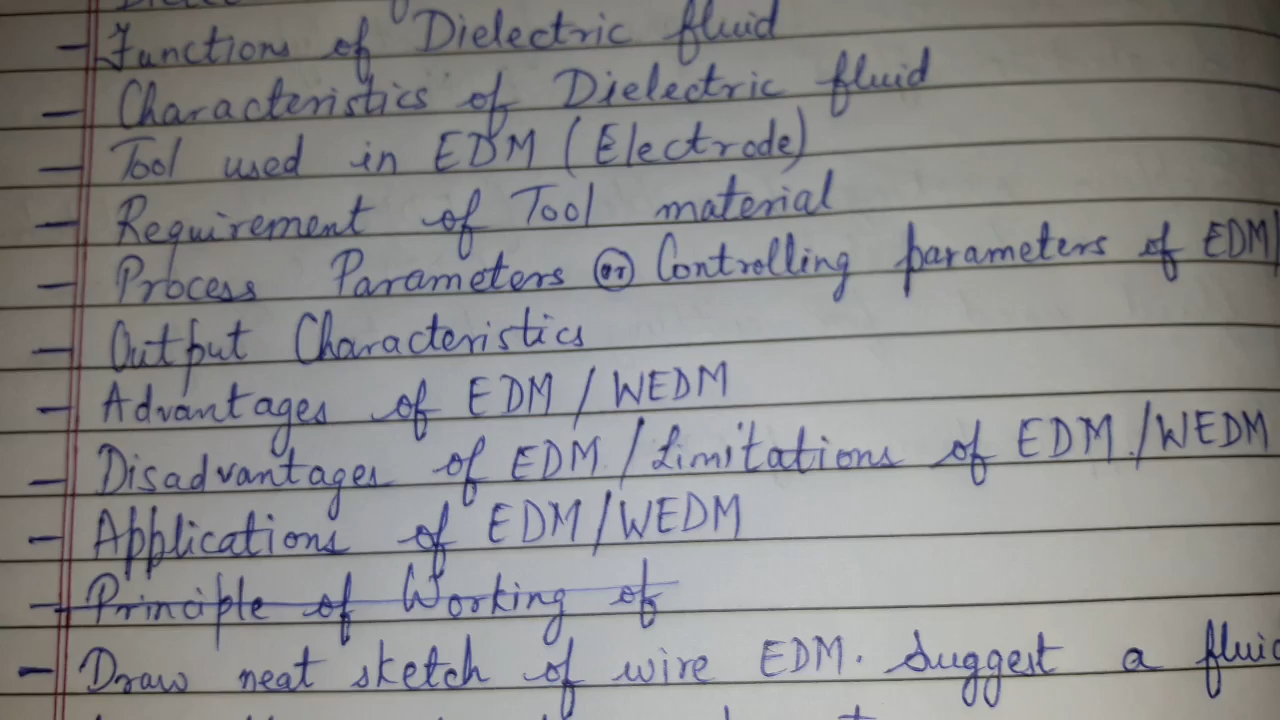 - Functions of Dielectric fluid
- Characteristics of Dielectric fluid
- Tool used in EDM (Electrode)
- Requirement of Tool material
- Process Parameters or Controlling parameters of EDM
- Output Characteristics
- Advantages of EDM / WEDM
- Disadvantages of EDM / Limitations of EDM / WEDM
- Applications of EDM/WEDM
- Principle of Working of
- Draw neat sketch of wire EDM. Suggest a